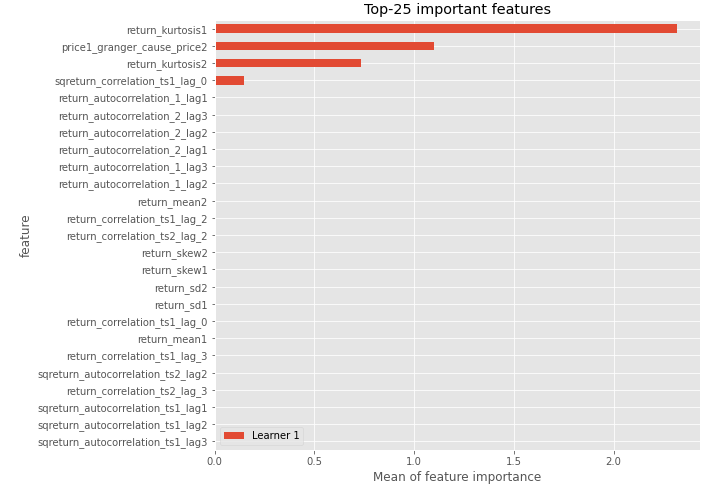 Top-25 important features
return_kurtosis1
price1_granger_cause_price2
return_kurtosis2
sqreturn_correlation_ts1_lag_0
return_autocorrelation_1_lag1
return_autocorrelation_2_lag3
return_autocorrelation_2_lag2
return_autocorrelation_2_lag1
return_autocorrelation_1_lag3
return_autocorrelation_1_lag2
return_mean2
return_correlation_ts1_lag_2
return_correlation_ts2_lag_2
return_skew2
return_skew1
return_sd2
return_sd1
return_correlation_ts1_lag_0
return_mean1
return_correlation_ts1_lag_3
sqreturn_autocorrelation_ts2_lag2
return_correlation_ts2_lag_3
sqreturn_autocorrelation_ts1_lag1
sqreturn_autocorrelation_ts1_lag2
sqreturn_autocorrelation_ts1_lag3
feature
Learner 1
0.0 0.5 1.0 1.5 2.0
Mean of feature importance